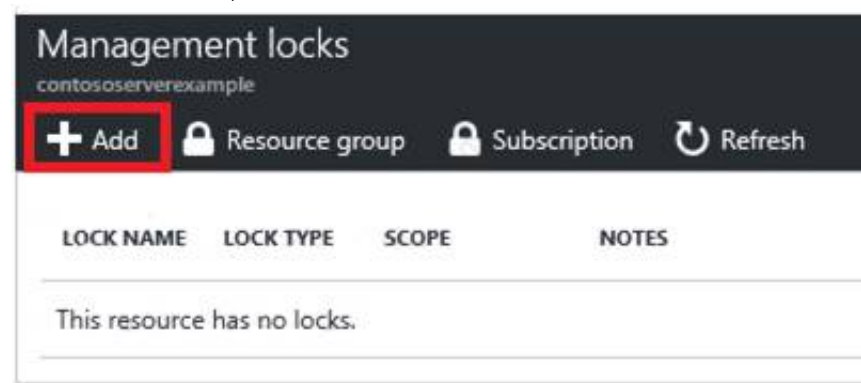 Management locks
contososerverexample
Add Resource group Subscription Refresh
LOCK NAME LOCK TYPE SCOPE NOTES
This resource has no locks.